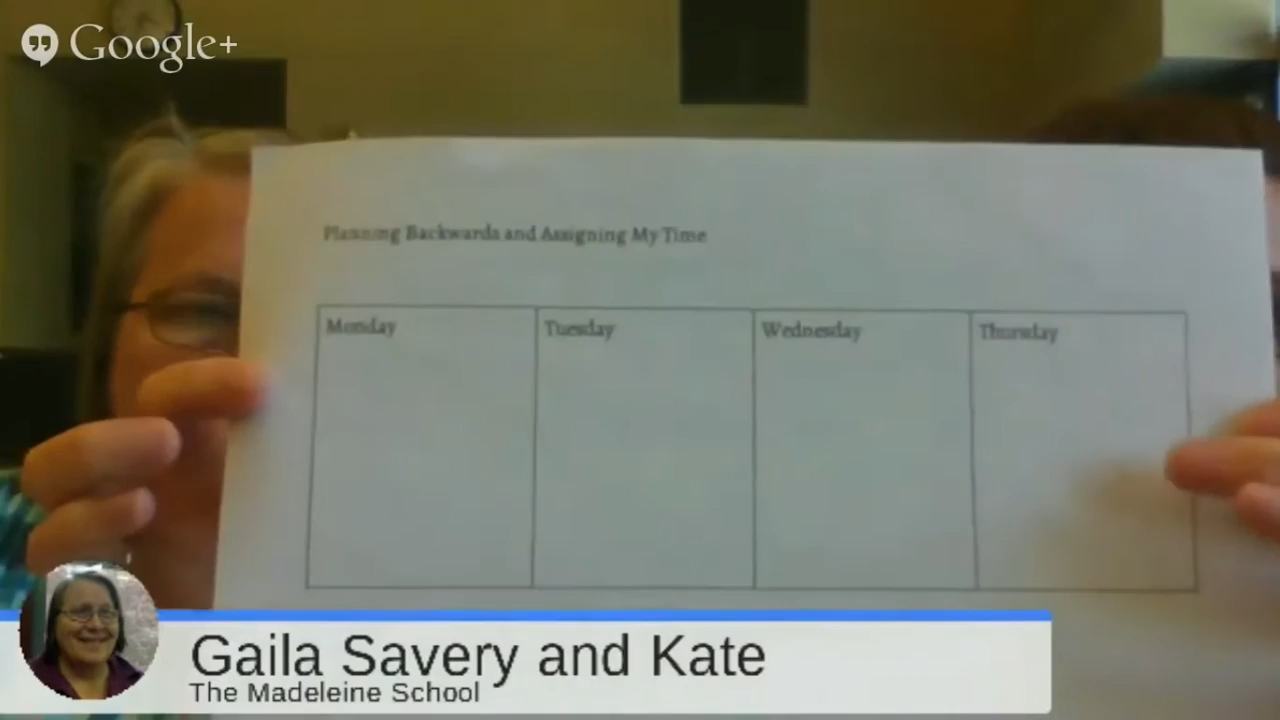 Google+
Planning Backwards and Assigning My Time
Monday Tuesday Wednesday Thursday
Gaila Savery and Kate
The Madeleine School